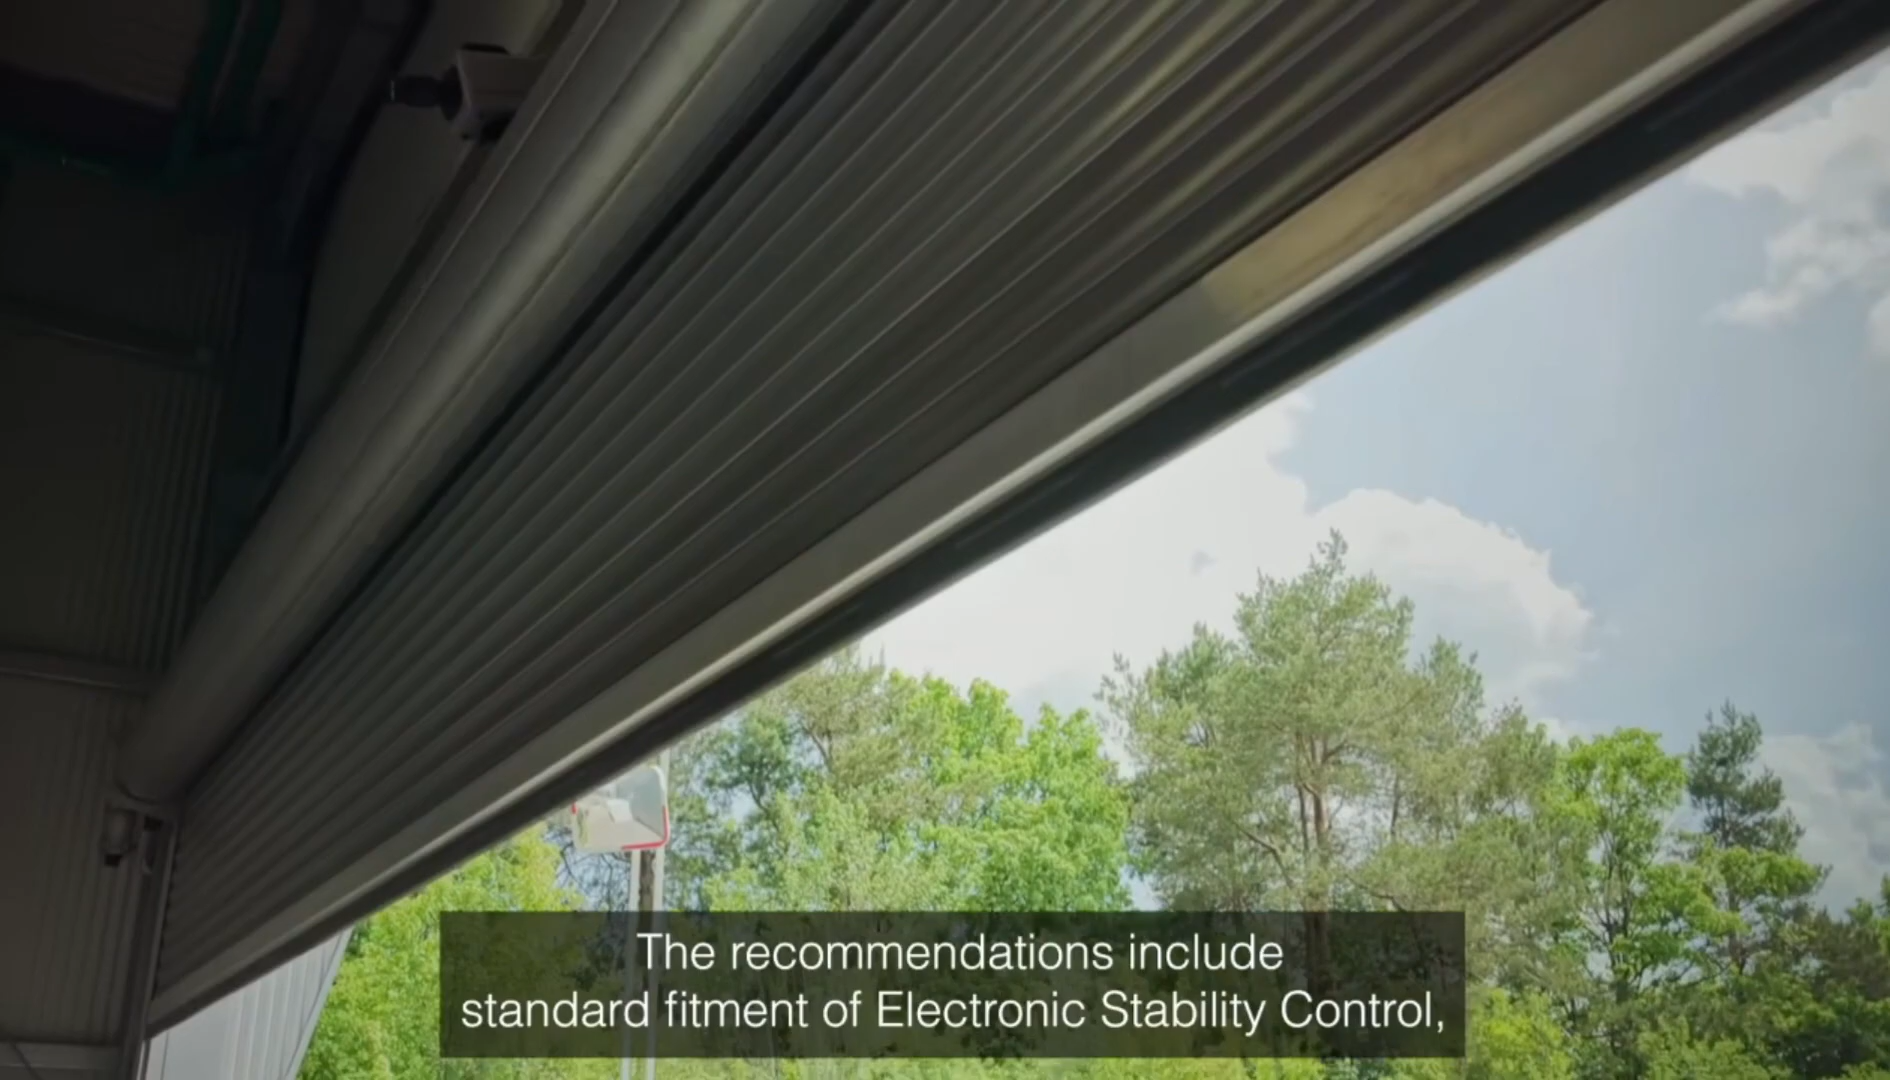 The recommendations include
standard fitment of Electronic Stability Control,